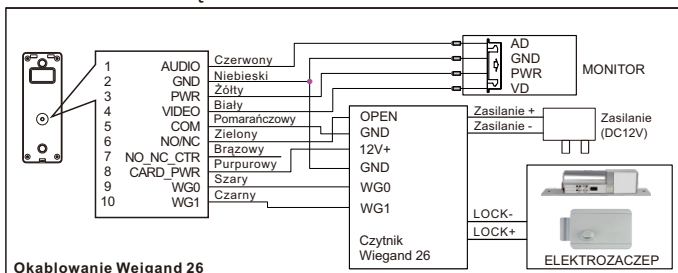 1 AUDIO Czerwony
2 GND Niebieski
3 PWR Żółty
4 VIDEO Biały
5 COM Pomarańczowy
6 NO/NC Zielony
7 NO_NC_CTR Brązowy
8 CARD_PWR Purpurowy
9 WG0 Szary
10 WG1 Czarny
AD
GND
PWR
VD
MONITOR
OPEN
GND
12V+
GND
WG0
WG1
Czytnik
Wiegand 26
Zasilanie +
Zasilanie -
Zasilanie
(DC12V)
LOCK-
LOCK+
ELEKTROZACZEP
Okablowanie Weigand 26